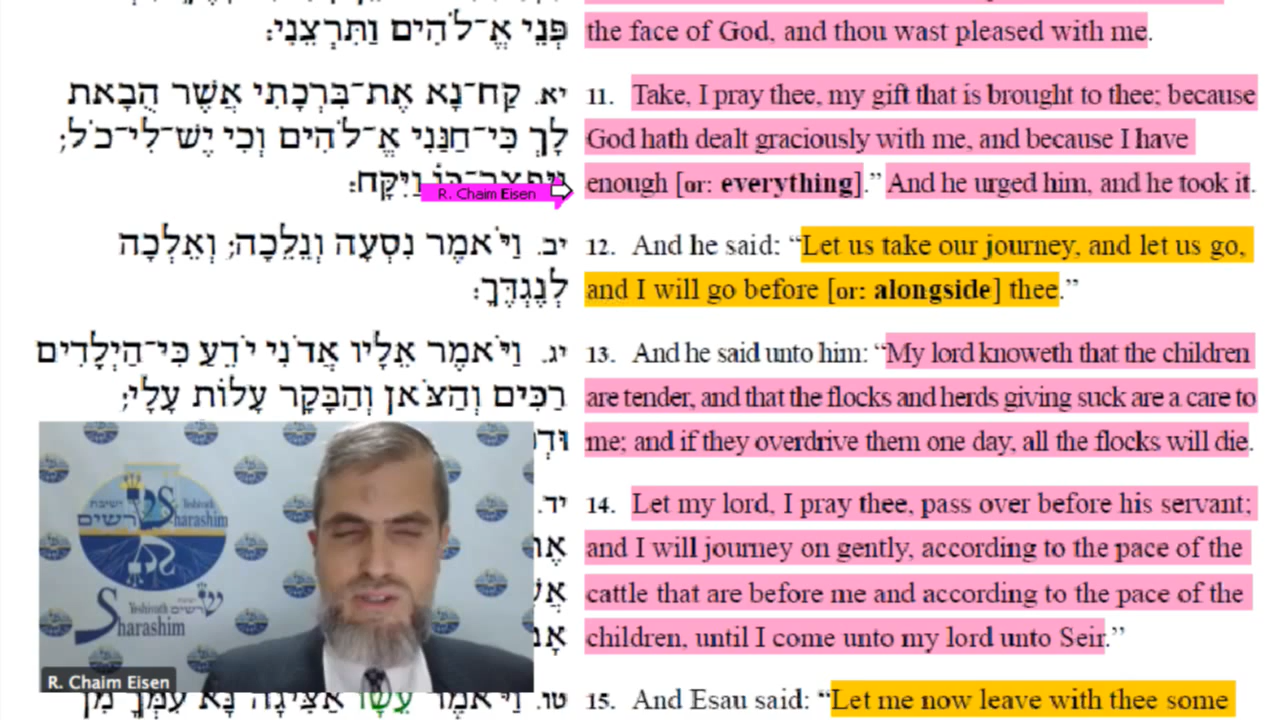 the face of God, and thou wast pleased with me.
פְּנֵי אֱ־לֹהִים וַתִּרְצֵנִי:
11. Take, I pray thee, my gift that is brought to thee; because
God hath dealt graciously with me, and because I have
enough [or: everything].” And he urged him, and he took it.
יא. קַח־נָא אֶת־בִּרְכָתִי אֲשֶׁר הֻבָאת
לָךְ כִּי־חַנַּנִי אֱ־לֹהִים וְכִי יֶשׁ־לִי־כֹל;
וַיִּקָּח:
R. Chaim Eisen
12. And he said: “Let us take our journey, and let us go,
and I will go before [or: alongside] thee.”
יב. וַיֹּאמֶר נִסְעָה וְנֵלֵכָה; וְאֵלְכָה
לְנֶגְדֶּךָ:
13. And he said unto him: “My lord knoweth that the children
are tender, and that the flocks and herds giving suck are a care to
me; and if they overdrive them one day, all the flocks will die.
יג. וַיֹּאמֶר אֵלָיו אֲדֹנִי יֹדֵעַ כִּי־הַיְלָדִים
רַכִּים וְהַצֹּאן וְהַבָּקָר עָלוֹת עָלָי;
14. Let my lord, I pray thee, pass over before his servant;
and I will journey on gently, according to the pace of the
cattle that are before me and according to the pace of the
children, until I come unto my lord unto Seir.”
יד.
15. And Esau said: “Let me now leave with thee some
טו. וַיֹּאמֶר עֵשָׂו אַצִּיגָה נָּא עִמְּךָ מִן
ישיבת
שרשים
Yeshivath
Sharashim
Yeshivath
ישיבת
שרשים
Sharashim
R. Chaim Eisen